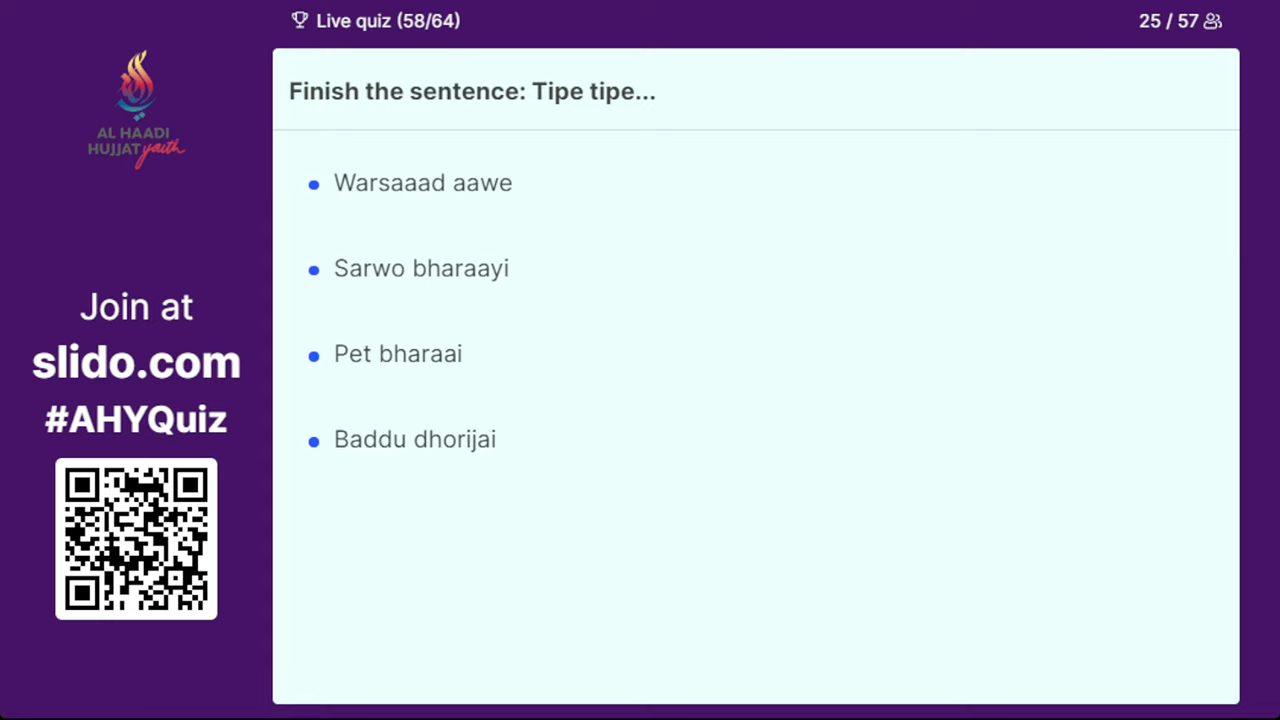 Live quiz (58/64)
25 / 57
AL HAADI
HUJJAT youth
Finish the sentence: Tipe tipe...
Warsaaad aawe
Sarwo bharaayi
Pet bharaai
Baddu dhorijai
Join at
slido.com
#AHYQuiz